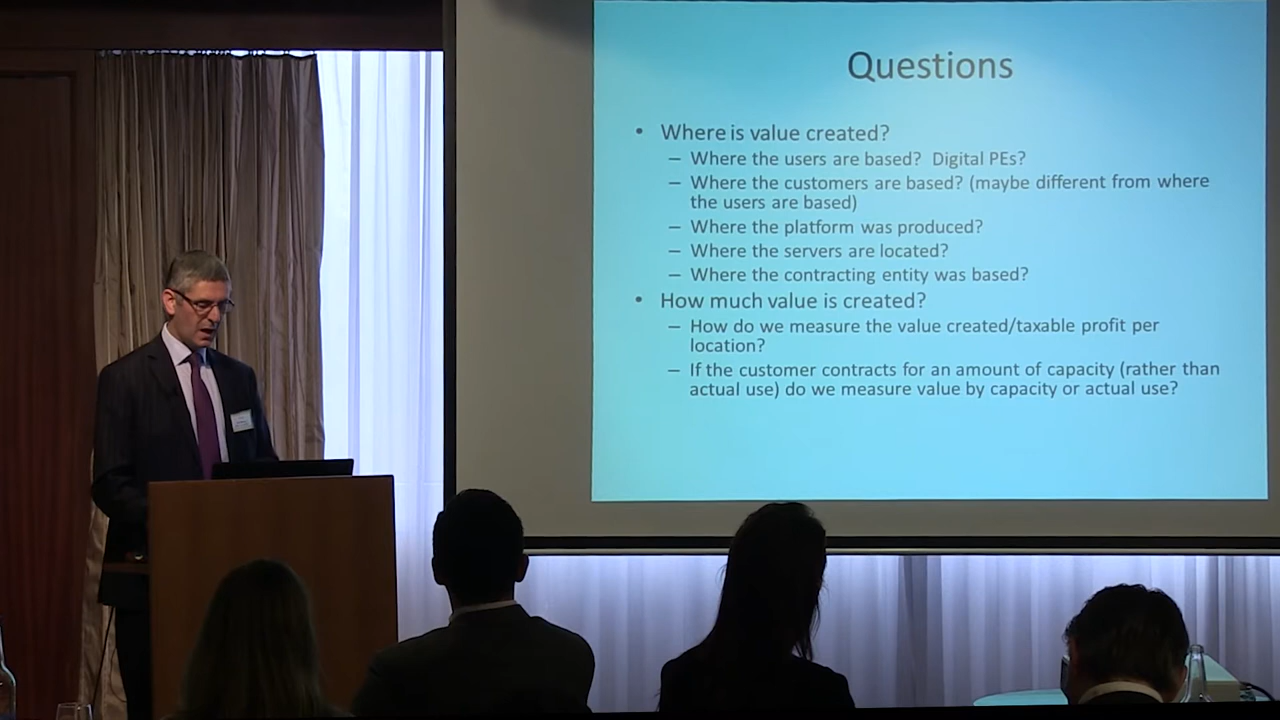 Questions
• Where is value created?
– Where the users are based? Digital PEs?
– Where the customers are based? (maybe different from where
the users are based)
– Where the platform was produced?
– Where the servers are located?
– Where the contracting entity was based?
• How much value is created?
– How do we measure the value created/taxable profit per
location?
– If the customer contracts for an amount of capacity (rather than
actual use) do we measure value by capacity or actual use?